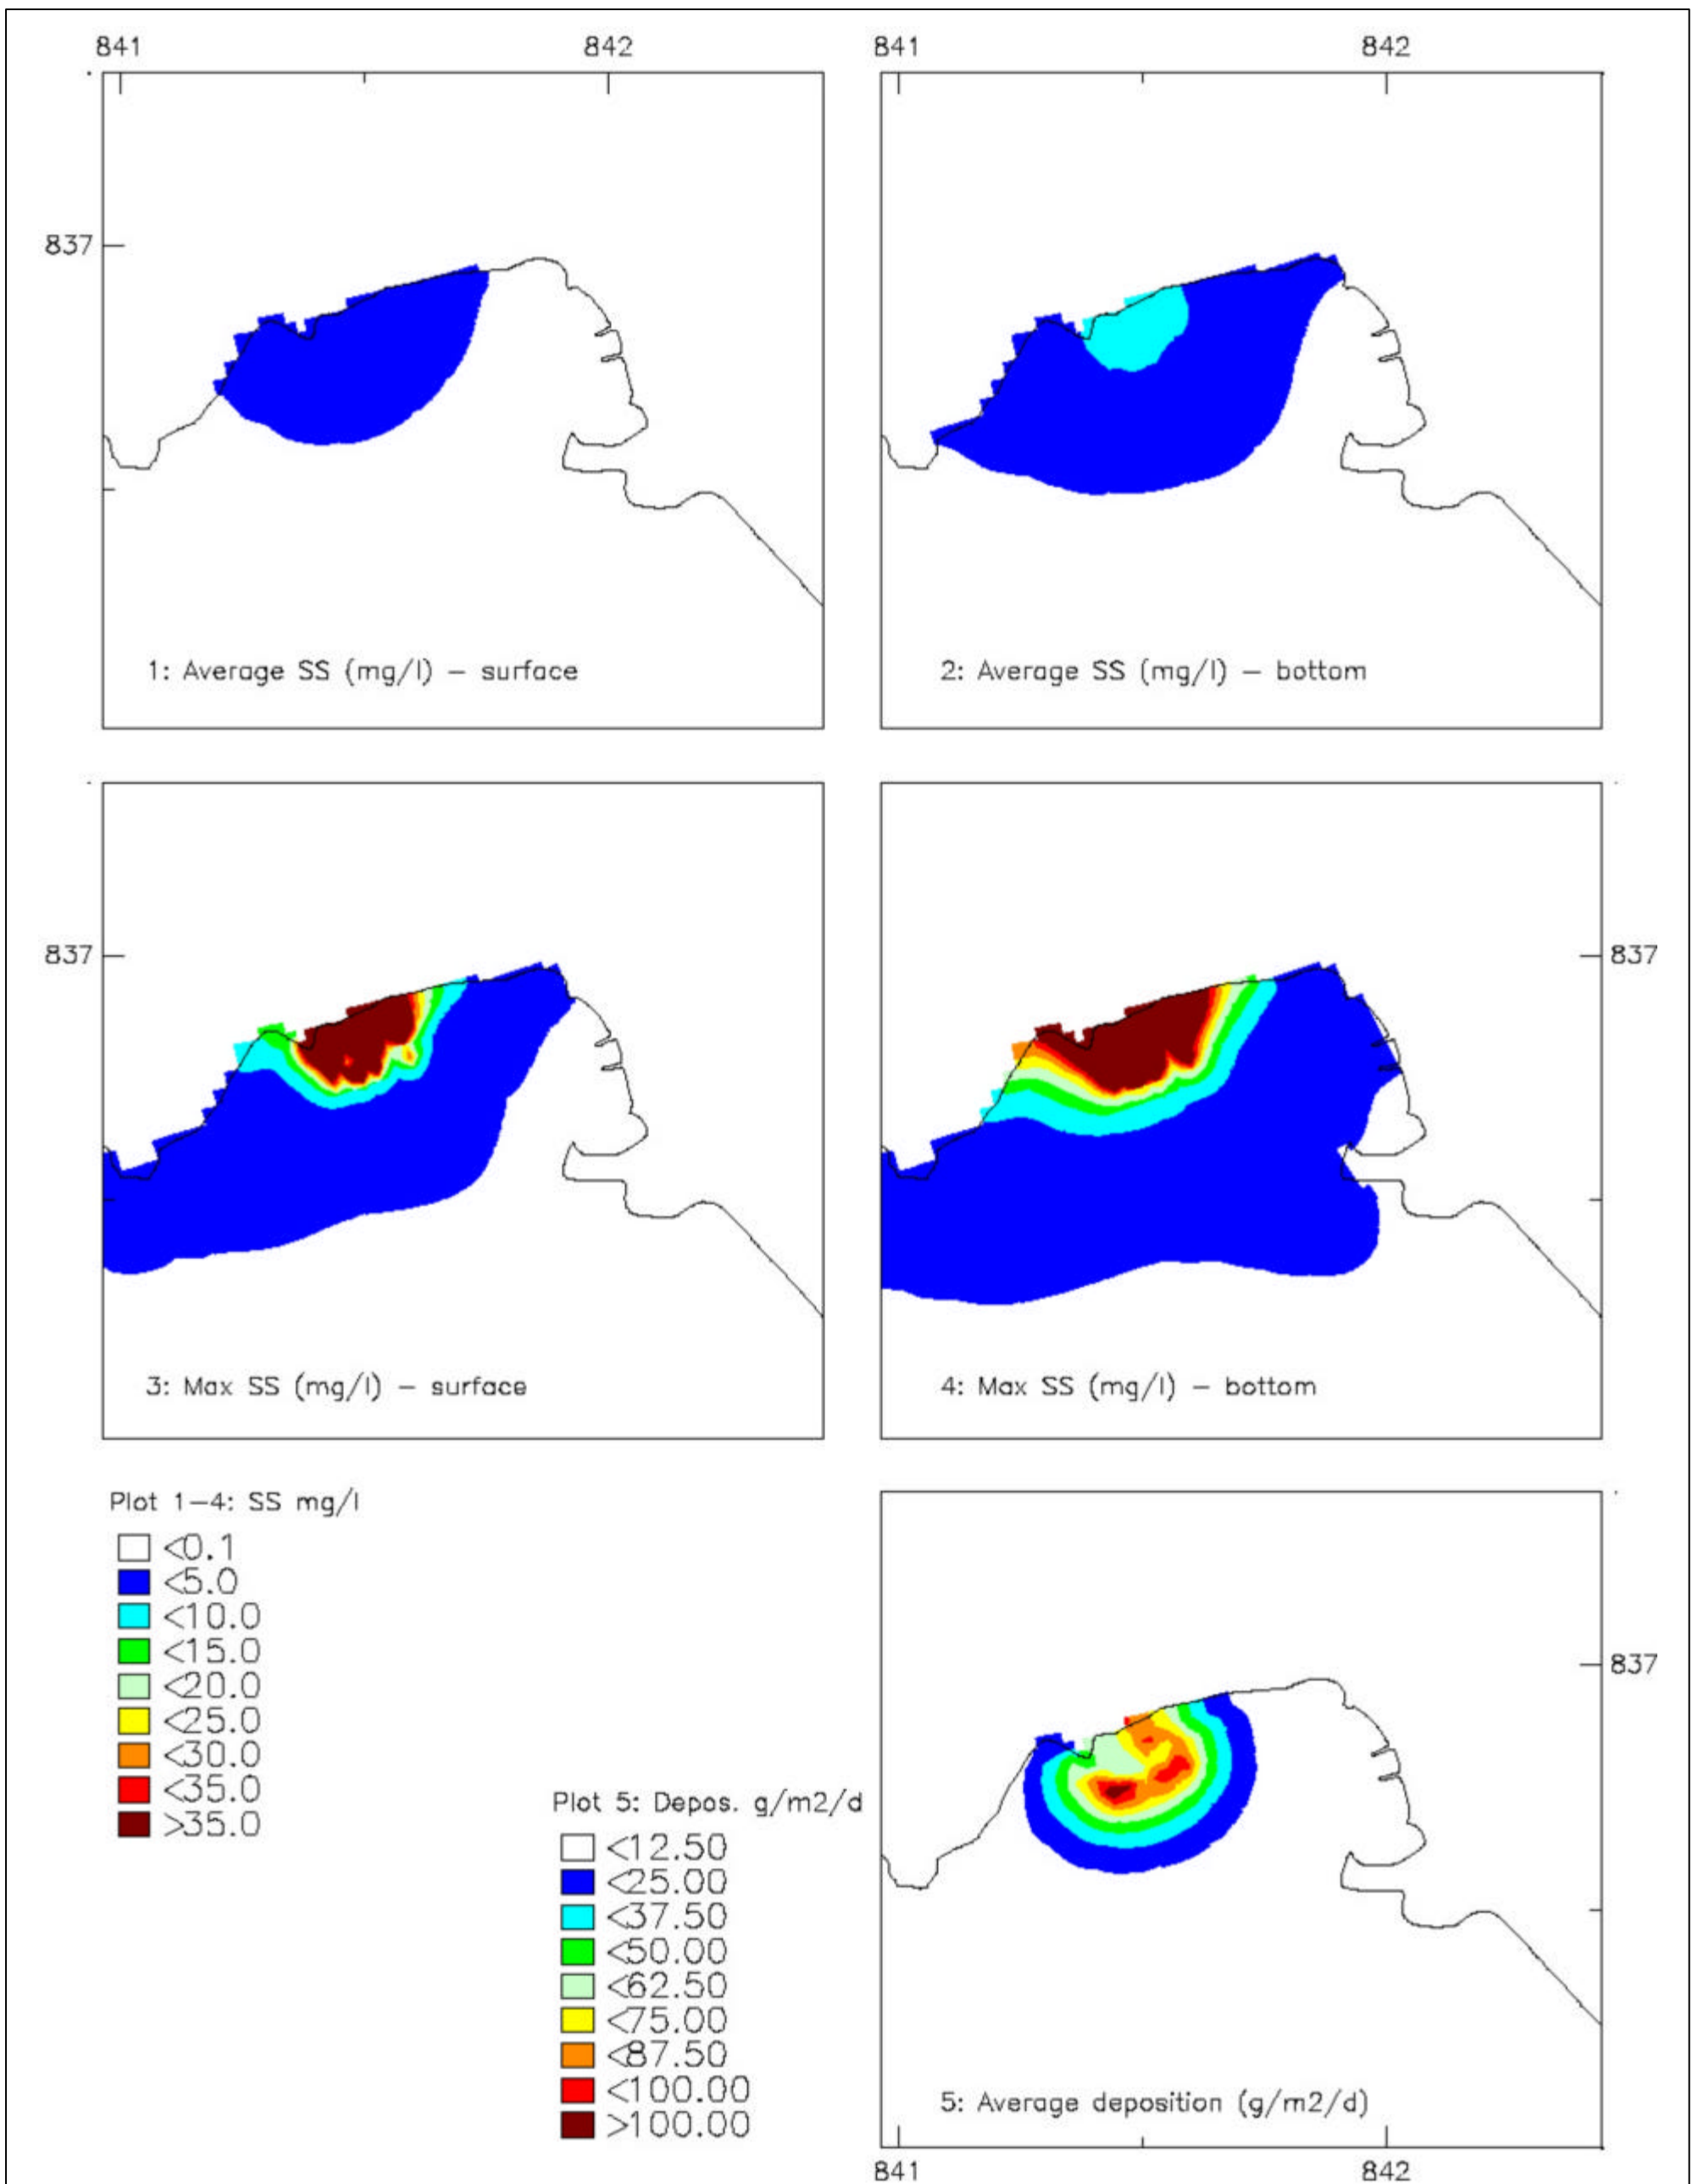 841 842 841 842
837
1: Average SS (mg/l) – surface
2: Average SS (mg/l) – bottom
837
837
3: Max SS (mg/l) – surface
4: Max SS (mg/l) – bottom
Plot 1–4: SS mg/l
<0.1
<5.0
<10.0
<15.0
<20.0
<25.0
<30.0
<35.0
>35.0
837
Plot 5: Depos. g/m2/d
<12.50
<25.00
<37.50
<50.00
<62.50
<75.00
<87.50
<100.00
>100.00
5: Average deposition (g/m2/d)
841 842